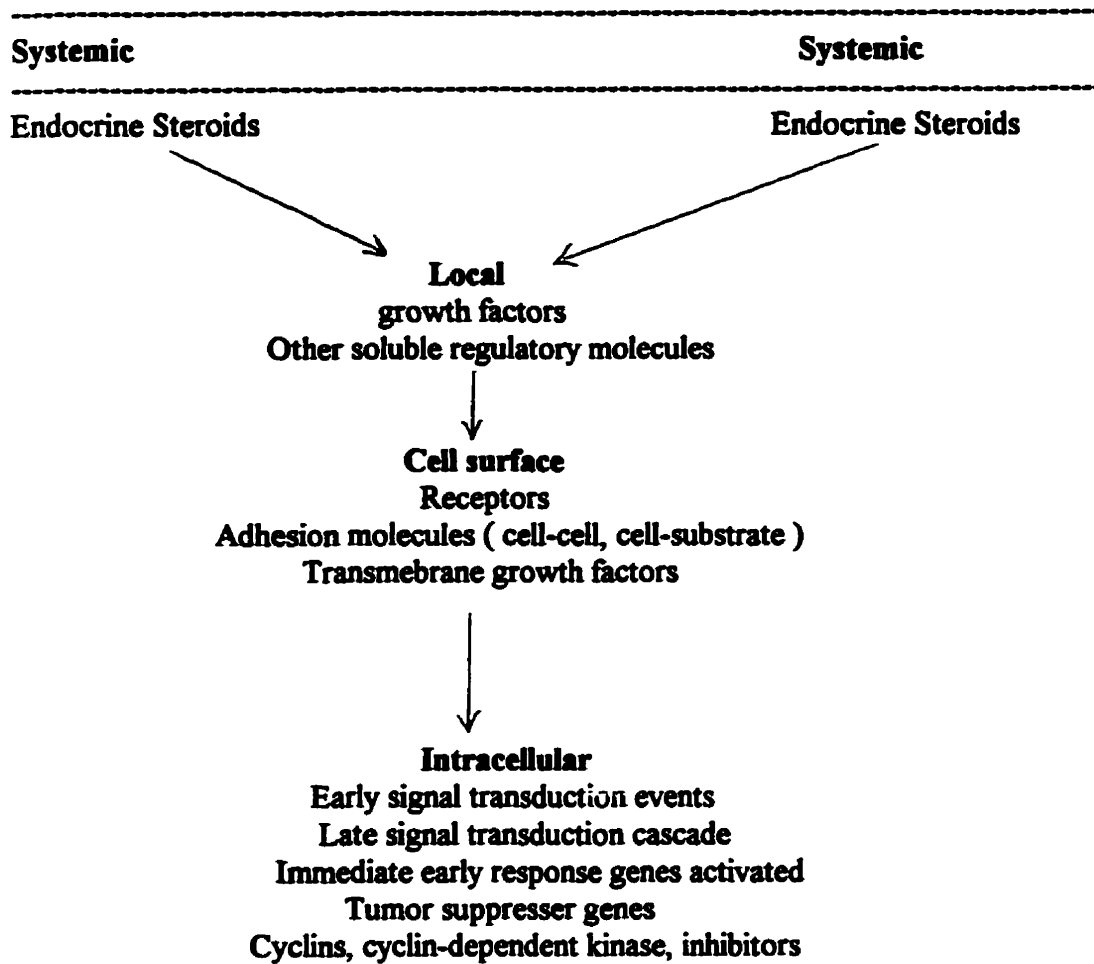 Systemic Systemic
Endocrine Steroids Endocrine Steroids
Local
growth factors
Other soluble regulatory molecules
Cell surface
Receptors
Adhesion molecules ( cell-cell, cell-substrate )
Transmebrane growth factors
Intracellular
Early signal transduction events
Late signal transduction cascade
Immediate early response genes activated
Tumor suppresser genes
Cyclins, cyclin-dependent kinase, inhibitors